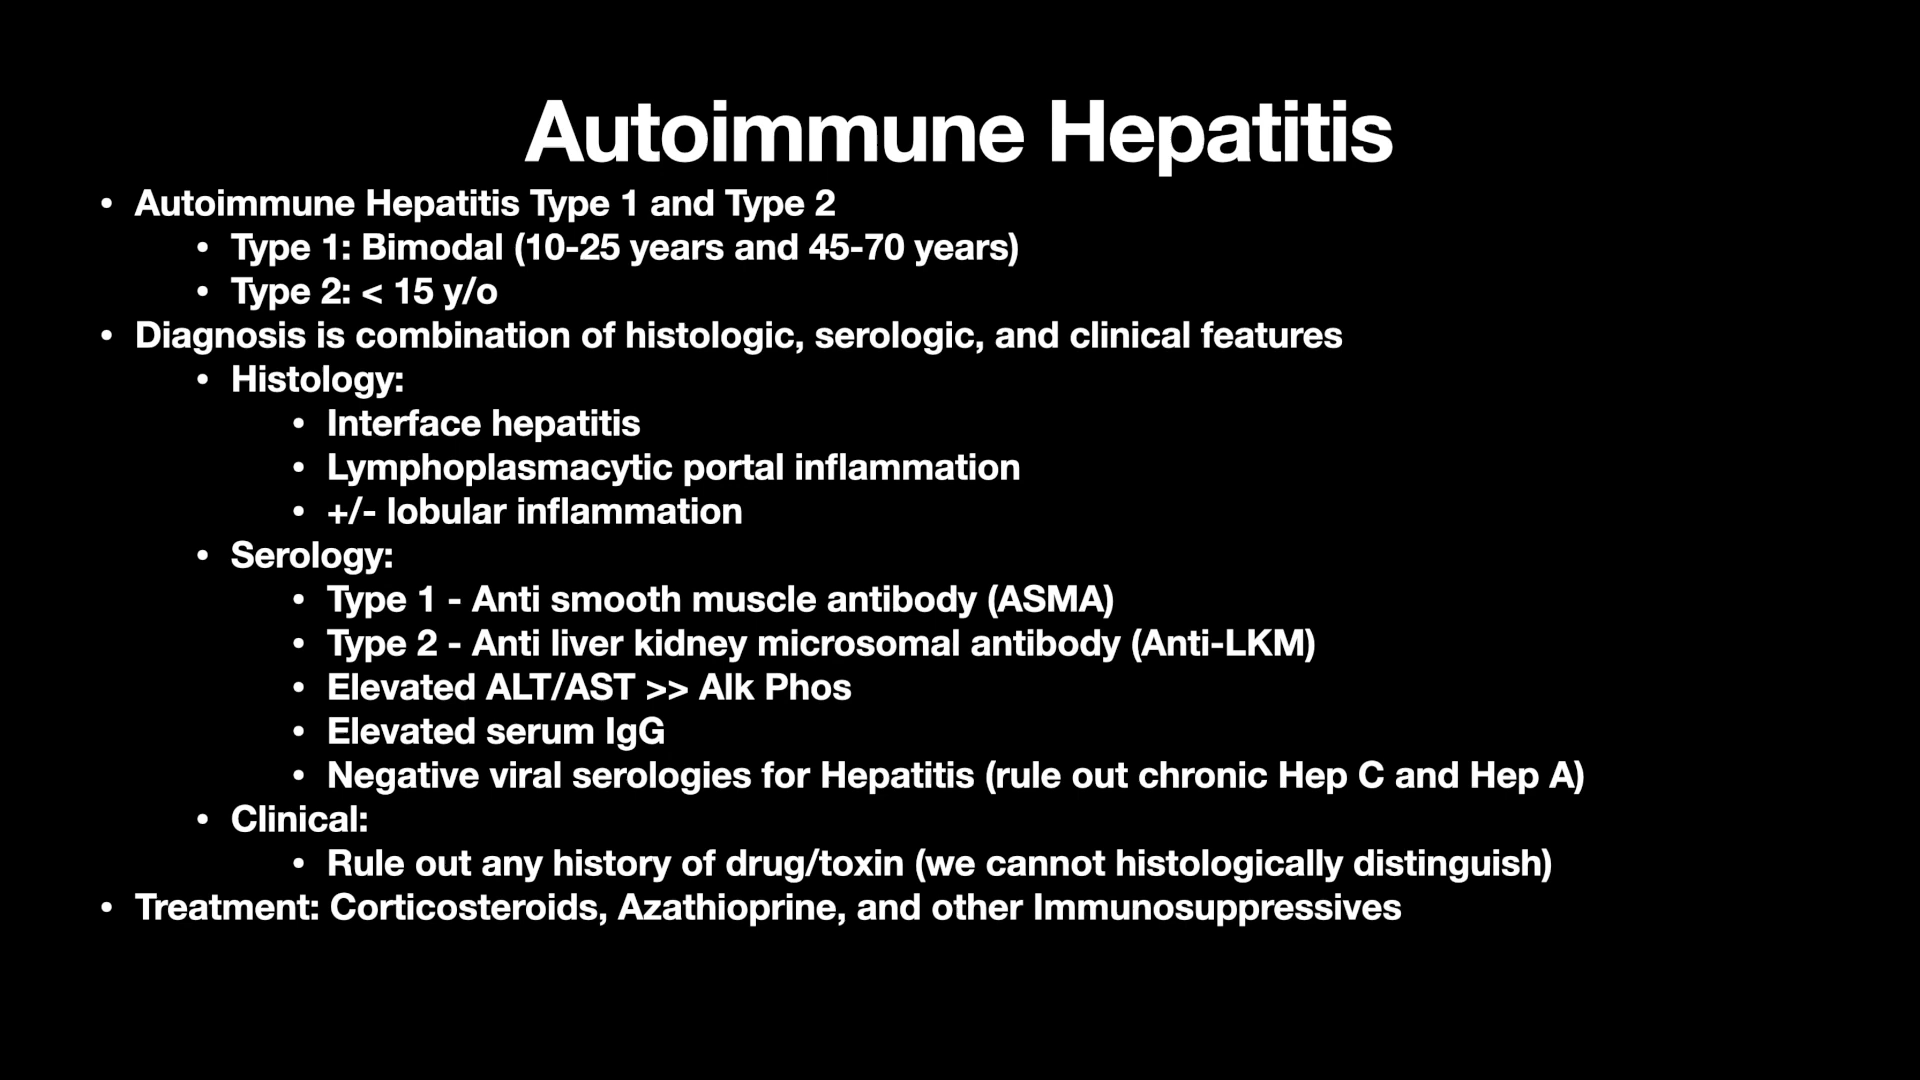 Autoimmune Hepatitis
• Autoimmune Hepatitis Type 1 and Type 2
• Type 1: Bimodal (10-25 years and 45-70 years)
• Type 2: < 15 y/o
• Diagnosis is combination of histologic, serologic, and clinical features
• Histology:
• Interface hepatitis
• Lymphoplasmacytic portal inflammation
• +/- lobular inflammation
• Serology:
• Type 1 - Anti smooth muscle antibody (ASMA)
• Type 2 - Anti liver kidney microsomal antibody (Anti-LKM)
• Elevated ALT/AST >> Alk Phos
• Elevated serum IgG
• Negative viral serologies for Hepatitis (rule out chronic Hep C and Hep A)
• Clinical:
• Rule out any history of drug/toxin (we cannot histologically distinguish)
• Treatment: Corticosteroids, Azathioprine, and other Immunosuppressives